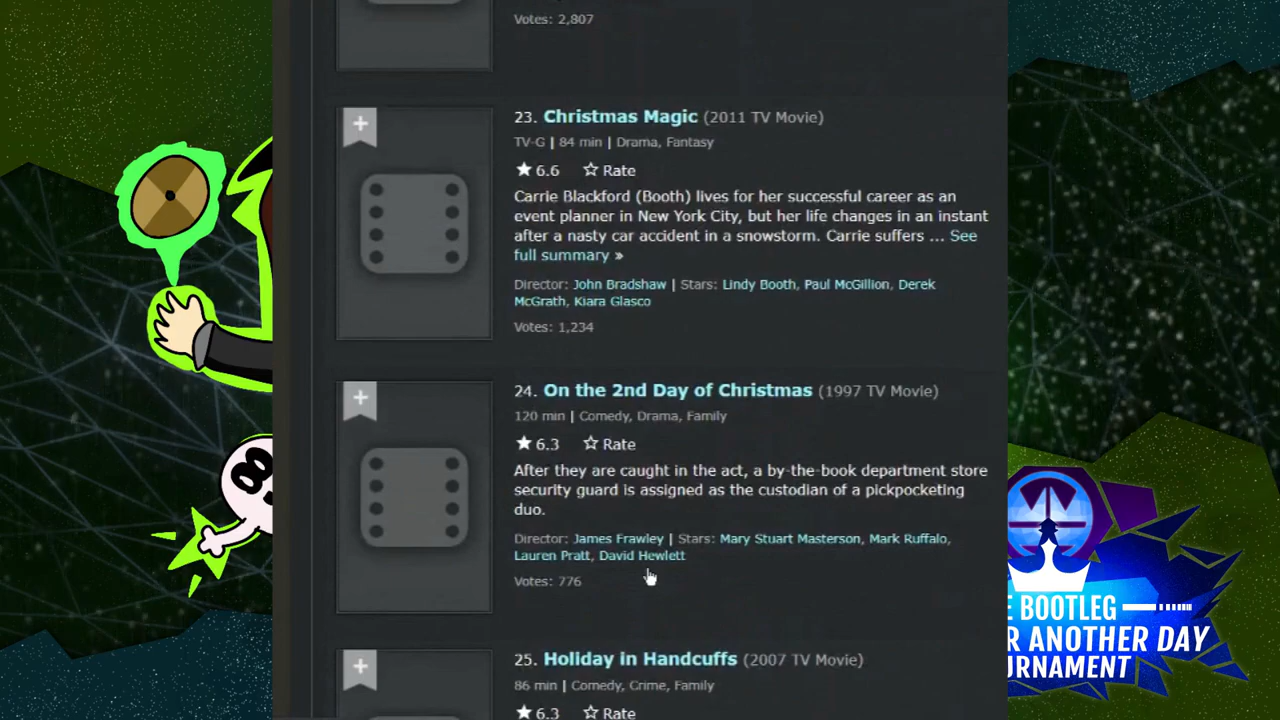 Votes: 2,807
23. Christmas Magic (2011 TV Movie)
TV-G | 84 min | Drama, Fantasy
6.6 Rate
Carrie Blackford (Booth) lives for her successful career as an
event planner in New York City, but her life changes in an instant
after a nasty car accident in a snowstorm. Carrie suffers ... See
full summary »
Director: John Bradshaw | Stars: Lindy Booth, Paul McGillion, Derek
McGrath, Kiara Glasco
Votes: 1,234
24. On the 2nd Day of Christmas (1997 TV Movie)
120 min | Comedy, Drama, Family
6.3 Rate
After they are caught in the act, a by-the-book department store
security guard is assigned as the custodian of a pickpocketing
duo.
Director: James Frawley | Stars: Mary Stuart Masterson, Mark Ruffalo,
Lauren Pratt, David Hewlett
Votes: 776
25. Holiday in Handcuffs (2007 TV Movie)
86 min | Comedy, Crime, Family
6.3 Rate
E BOOTLEG
R ANOTHER DAY
URNAMENT